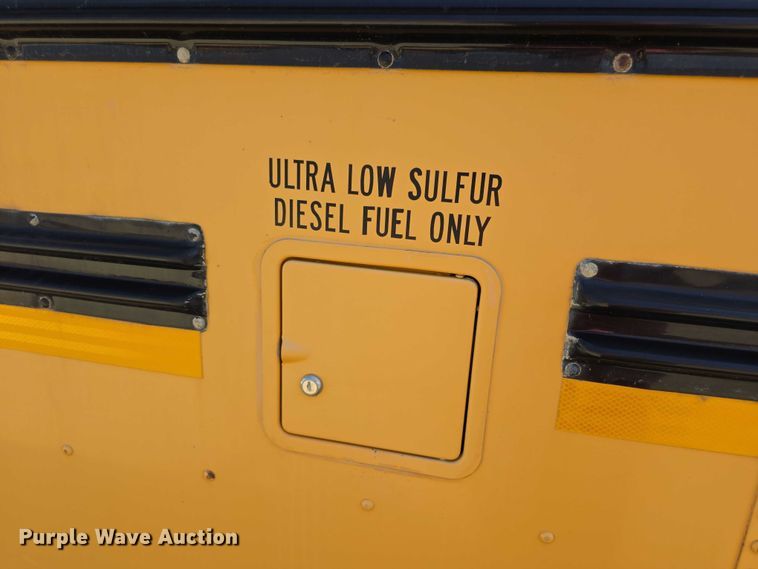 ULTRA LOW SULFUR
DIESEL FUEL ONLY
Purple Wave Auction